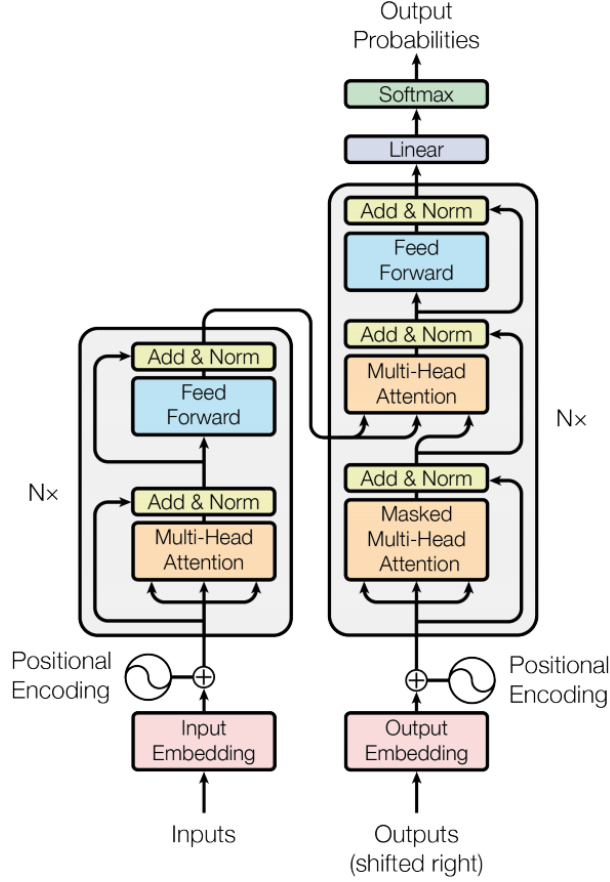 Output
Probabilities
Softmax
Linear
Add & Norm
Feed
Forward
Add & Norm
Multi-Head
Attention
Add & Norm
Masked
Multi-Head
Attention
N×
Add & Norm
Feed
Forward
Add & Norm
Multi-Head
Attention
N×
Positional
Encoding
Positional
Encoding
Input
Embedding
Output
Embedding
Inputs
Outputs
(shifted right)